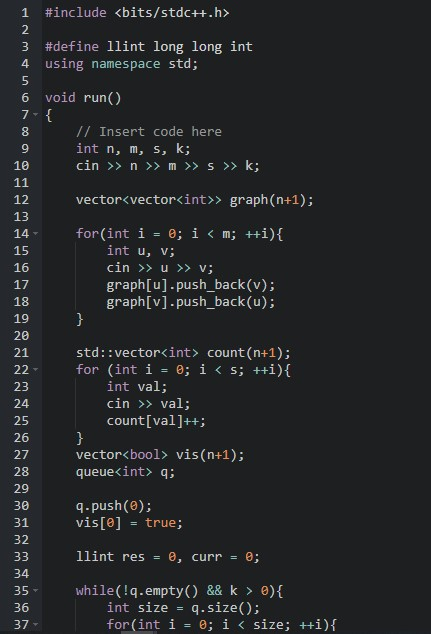 1 #include <bits/stdc++.h>
2
3 #define llint long long int
4 using namespace std;
5
6 void run()
7 {
8     // Insert code here
9     int n, m, s, k;
10     cin >> n >> m >> s >> k;
11
12     vector<vector<int>> graph(n+1);
13
14     for(int i = 0; i < m; ++i){
15         int u, v;
16         cin >> u >> v;
17         graph[u].push_back(v);
18         graph[v].push_back(u);
19     }
20
21     std::vector<int> count(n+1);
22     for (int i = 0; i < s; ++i){
23         int val;
24         cin >> val;
25         count[val]++;
26     }
27     vector<bool> vis(n+1);
28     queue<int> q;
29
30     q.push(0);
31     vis[0] = true;
32
33     llint res = 0, curr = 0;
34
35     while(!q.empty() && k > 0){
36         int size = q.size();
37         for(int i = 0; i < size; ++i){